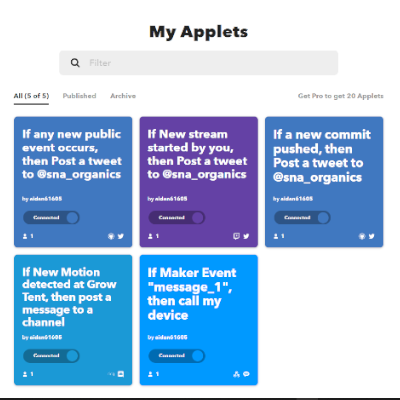 My Applets
Filter
All (5 of 5)
Published
Archive
Get Pro to get 20 Applets
If any new public
event occurs,
then Post a tweet
to @sna_organics
by aidan61605
Connected
1
If New stream
started by you,
then Post a tweet
to @sna_organics
by aidan61605
Connected
1
If a new commit
pushed, then
Post a tweet to
@sna_organics
by aidan61605
Connected
1
If New Motion
detected at Grow
Tent, then post a
message to a
channel
by aidan61605
Connected
1
If Maker Event
"message_1",
then call my
device
by aidan61605
Connected
1